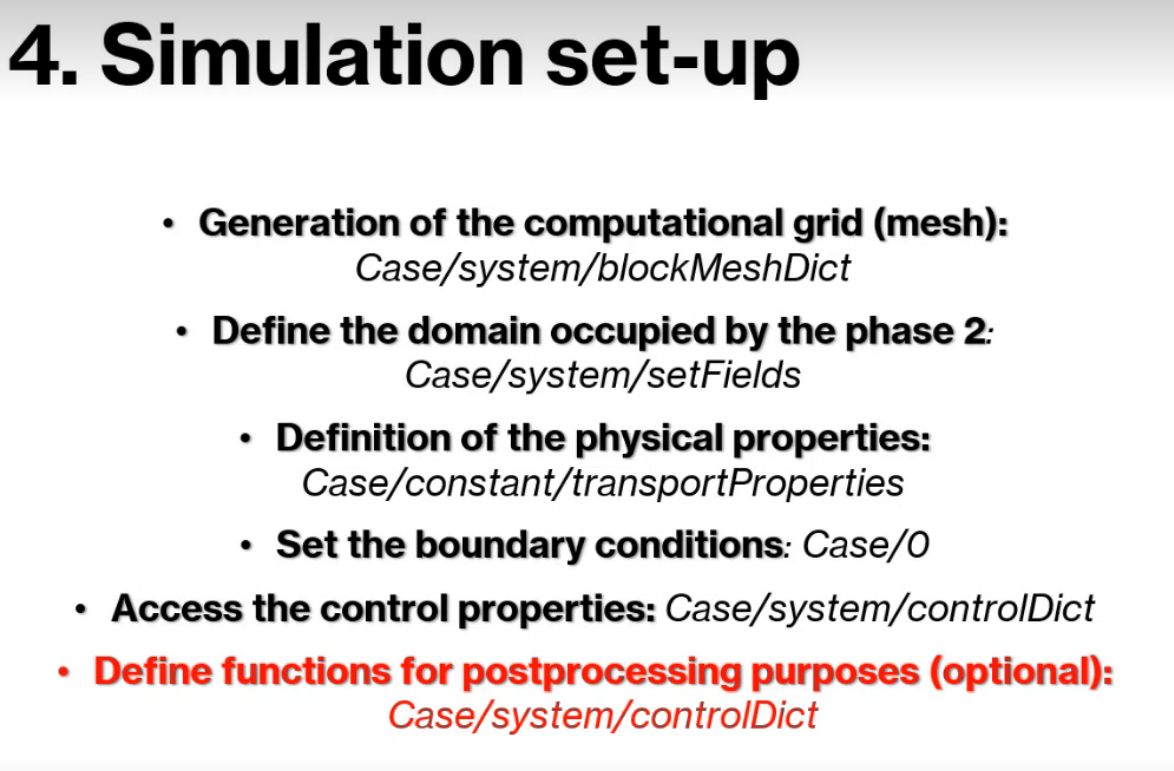 4. Simulation set-up
• Generation of the computational grid (mesh):
Case/system/blockMeshDict
• Define the domain occupied by the phase 2:
Case/system/setFields
• Definition of the physical properties:
Case/constant/transportProperties
• Set the boundary conditions: Case/0
• Access the control properties: Case/system/controlDict
• Define functions for postprocessing purposes (optional):
Case/system/controlDict